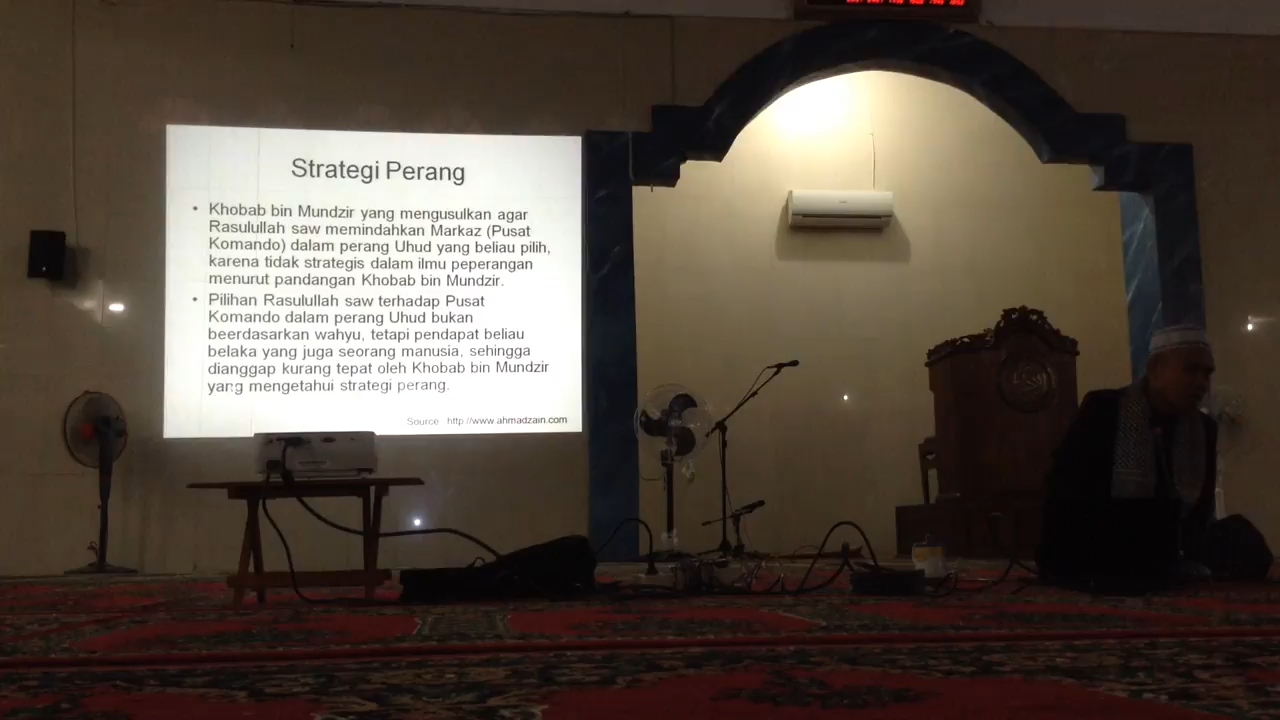 Strategi Perang
• Khobab bin Mundzir yang mengusulkan agar
Rasulullah saw memindahkan Markaz (Pusat
Komando) dalam perang Uhud yang beliau pilih,
karena tidak strategis dalam ilmu peperangan
menurut pandangan Khobab bin Mundzir.
• Pilihan Rasulullah saw terhadap Pusat
Komando dalam perang Uhud bukan
beerdasarkan wahyu, tetapi pendapat beliau
belaka yang juga seorang manusia, sehingga
dianggap kurang tepat oleh Khobab bin Mundzir
yang mengetahui strategi perang.
Source http://www.ahmadzain.com